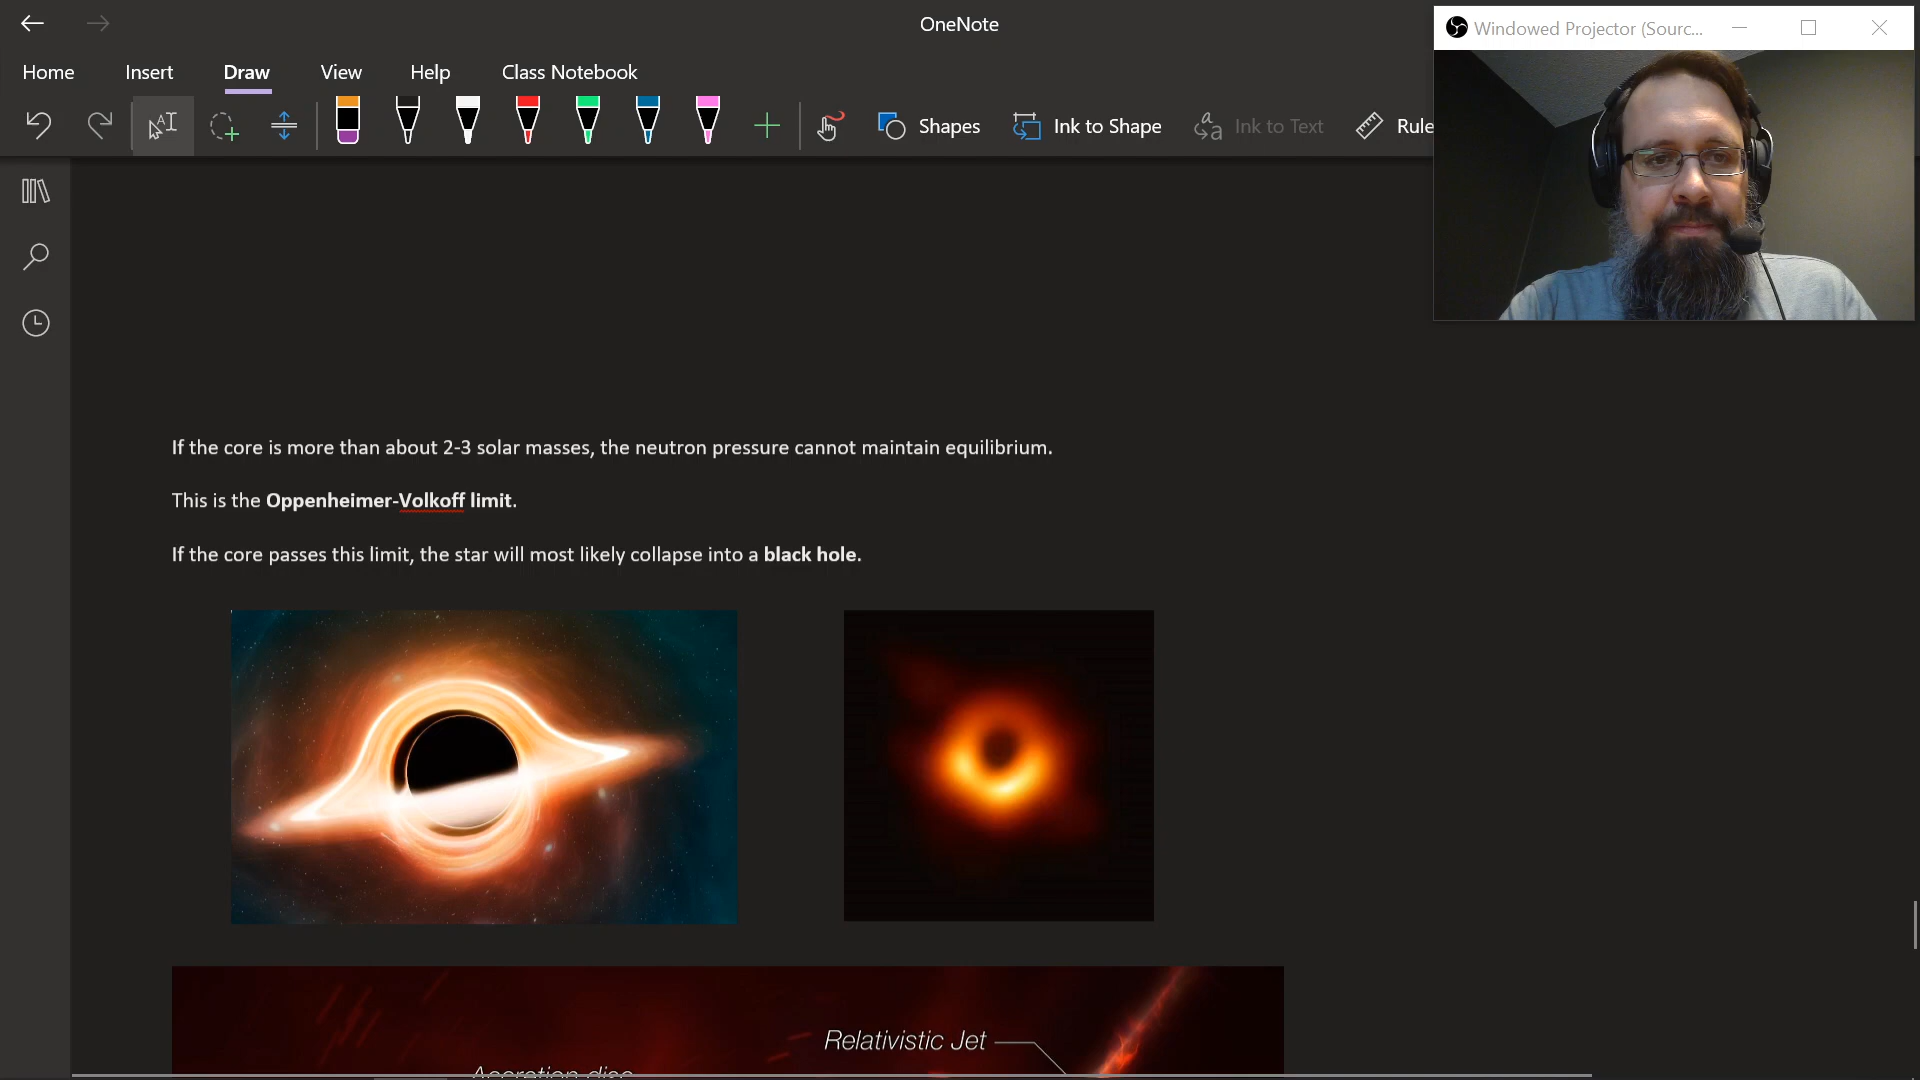 OneNote
Windowed Projector (Sourc...
Home Insert Draw View Help Class Notebook
Shapes Ink to Shape Ink to Text Rule
If the core is more than about 2-3 solar masses, the neutron pressure cannot maintain equilibrium.
This is the Oppenheimer-Volkoff limit.
If the core passes this limit, the star will most likely collapse into a black hole.
Relativistic Jet
Accretion disc